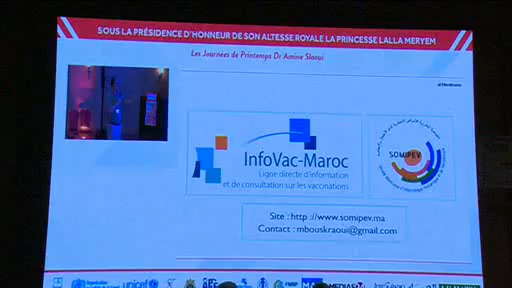 SOUS LA PRÉSIDENCE D'HONNEUR DE SON ALTESSE ROYALE LA PRINCESSE LALLA MERYEM
Les Journées de Printemps Dr Amine Slaoui
InfoVac-Maroc
Ligne directe d'information
et de consultation sur les vaccinations
SOMIPEV
Site : http ://www.somipev.ma
Contact : mbouskraoui@gmail.com
unicef